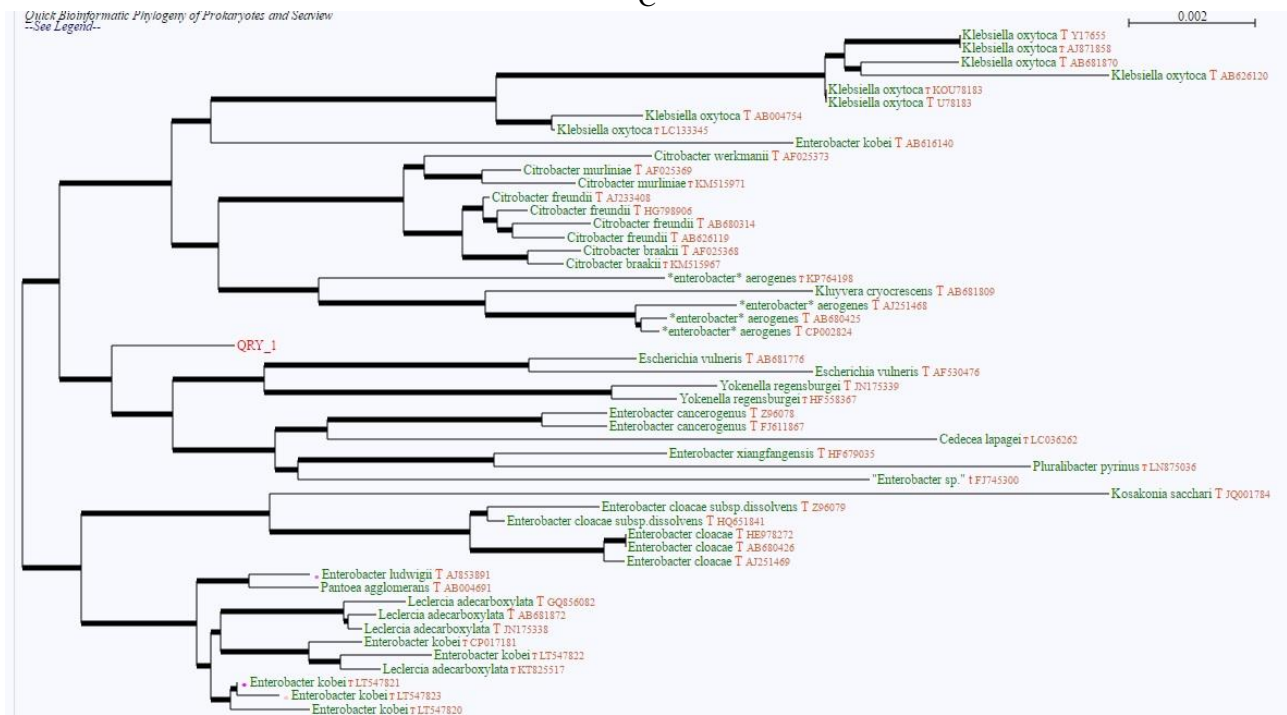 C
Quick Bioinformatic Phylogeny of Prokaryotes and Seaview
--See Legend--
0.002
Klebsiella oxytoca T Y17655
Klebsiella oxytoca T AJ871858
Klebsiella oxytoca T AB681870
Klebsiella oxytoca T AB626120
Klebsiella oxytoca T KOU78183
Klebsiella oxytoca T U78183
Klebsiella oxytoca T AB004754
Klebsiella oxytoca T LC133345
Enterobacter kobei T AB616140
Citrobacter werkmanii T AF025373
Citrobacter murliniae T AF025369
Citrobacter murliniae T KM515971
Citrobacter freundii T AJ233408
Citrobacter freundii T HG798906
Citrobacter freundii T AB680314
Citrobacter freundii T AB626119
Citrobacter braakii T AF025368
Citrobacter braakii T KM515967
*enterobacter* aerogenes T KP764198
Kluyvera cryocrescens T AB681809
*enterobacter* aerogenes T AJ251468
*enterobacter* aerogenes T AB680425
*enterobacter* aerogenes T CP002824
QRY_1
Escherichia vulneris T AB681776
Escherichia vulneris T AF530476
Yokenella regensburgei T JN175339
Yokenella regensburgei T HF558367
Enterobacter cancerogenus T Z96078
Enterobacter cancerogenus T FJ611867
Cedecea lapagei T LC036262
Enterobacter xiangfangensis T HF679035
Pluralibacter pyrinus T LN875036
"Enterobacter sp." t FJ745300
Kosakonia sacchari T JQ001784
Enterobacter cloacae subsp.dissolvens T Z96079
Enterobacter cloacae subsp.dissolvens T HQ651841
Enterobacter cloacae T HE978272
Enterobacter cloacae T AB680426
Enterobacter cloacae T AJ251469
Enterobacter ludwigii T AJ853891
Pantoea agglomerans T AB004691
Leclercia adecarboxylata T GQ856082
Leclercia adecarboxylata T AB681872
Leclercia adecarboxylata T JN175338
Enterobacter kobei T CP017181
Enterobacter kobei T LT547822
Leclercia adecarboxylata T KT825517
Enterobacter kobei T LT547821
Enterobacter kobei T LT547823
Enterobacter kobei T LT547820